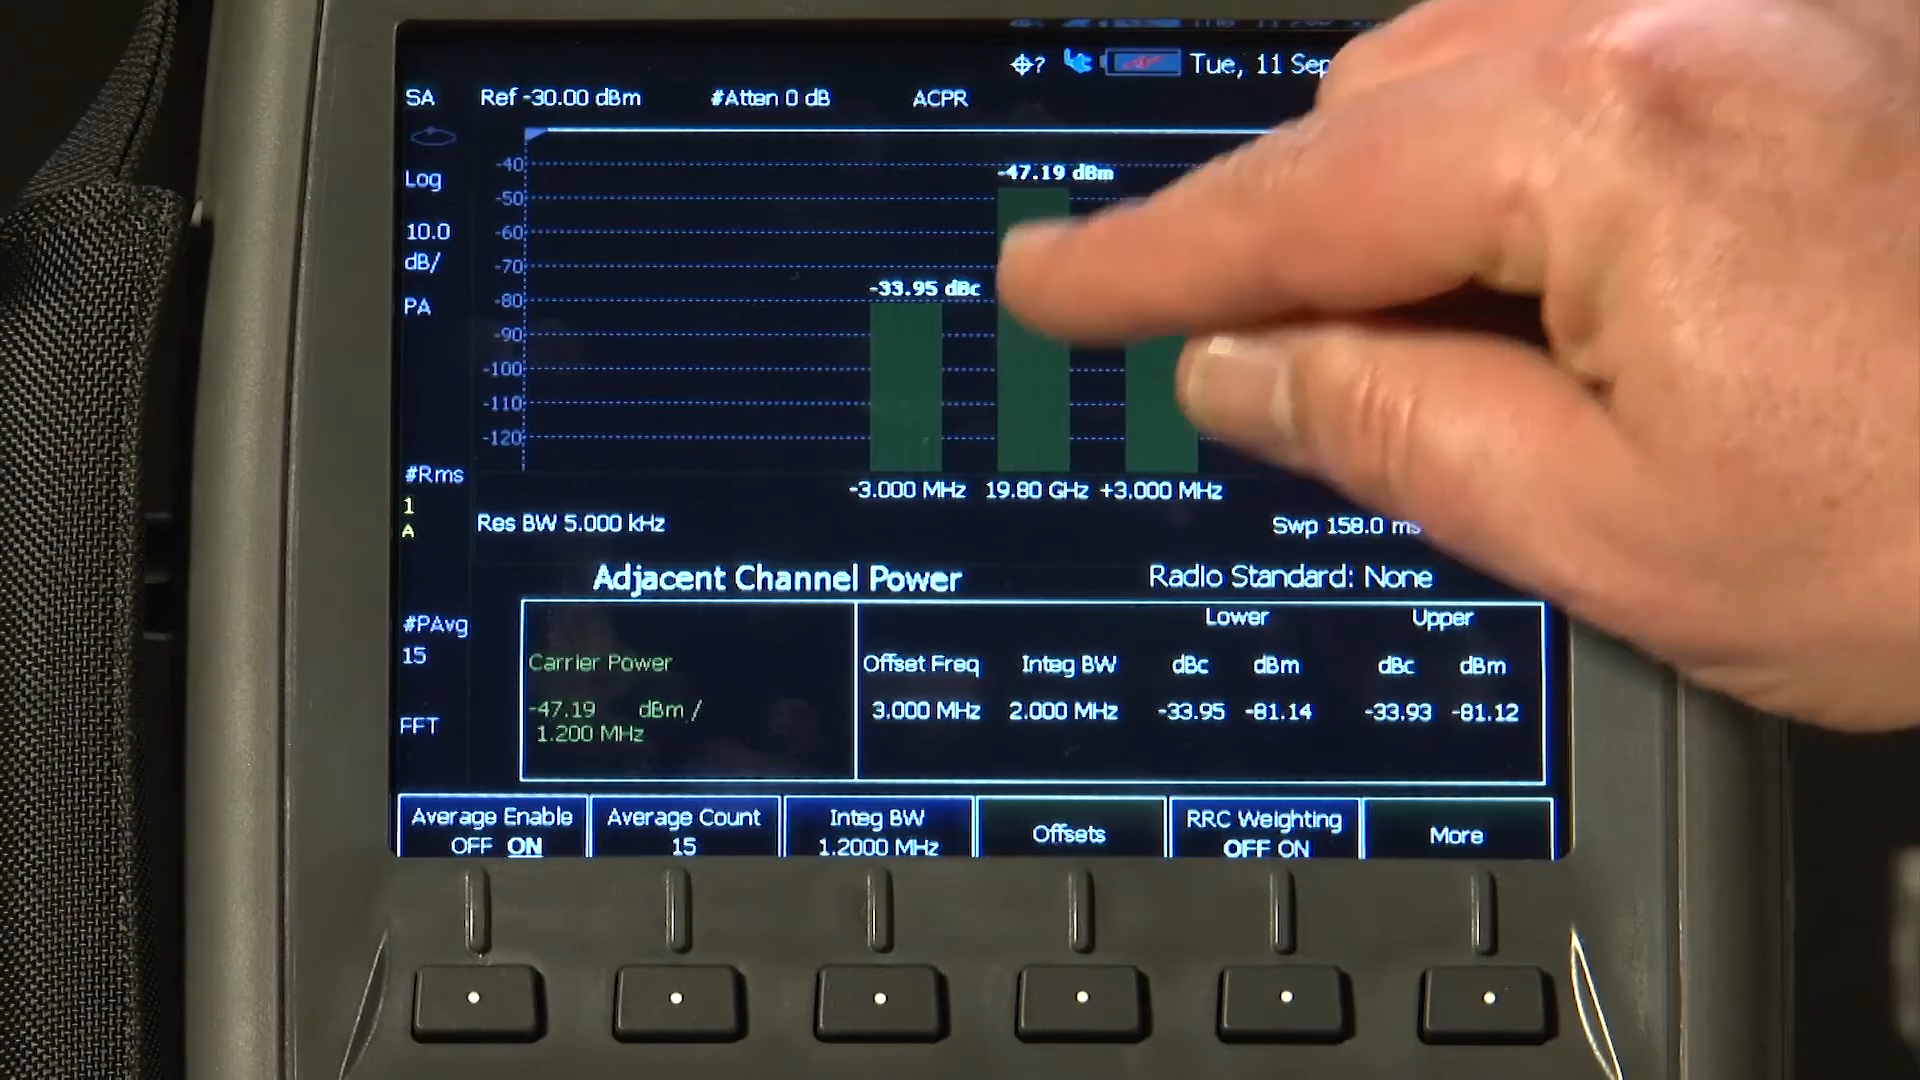 ? Tue, 11 Sep
SA Ref -30.00 dBm #Atten 0 dB ACPR
Log
10.0
dB/
PA
-40
-50
-60
-70
-80
-90
-100
-110
-120
-47.19 dBm
-33.95 dBc
-3.000 MHz 19.80 GHz +3.000 MHz
#Rms
1
A
Res BW 5.000 kHz Swp 158.0 ms
Adjacent Channel Power Radio Standard: None
#PAvg
15
FFT
Lower Upper
Carrier Power Offset Freq Integ BW dBc dBm dBc dBm
-47.19 dBm / 3.000 MHz 2.000 MHz -33.95 -81.14 -33.93 -81.12
1.200 MHz
Average Enable
OFF ON
Average Count
15
Integ BW
1.2000 MHz
Offsets
RRC Weighting
OFF ON
More